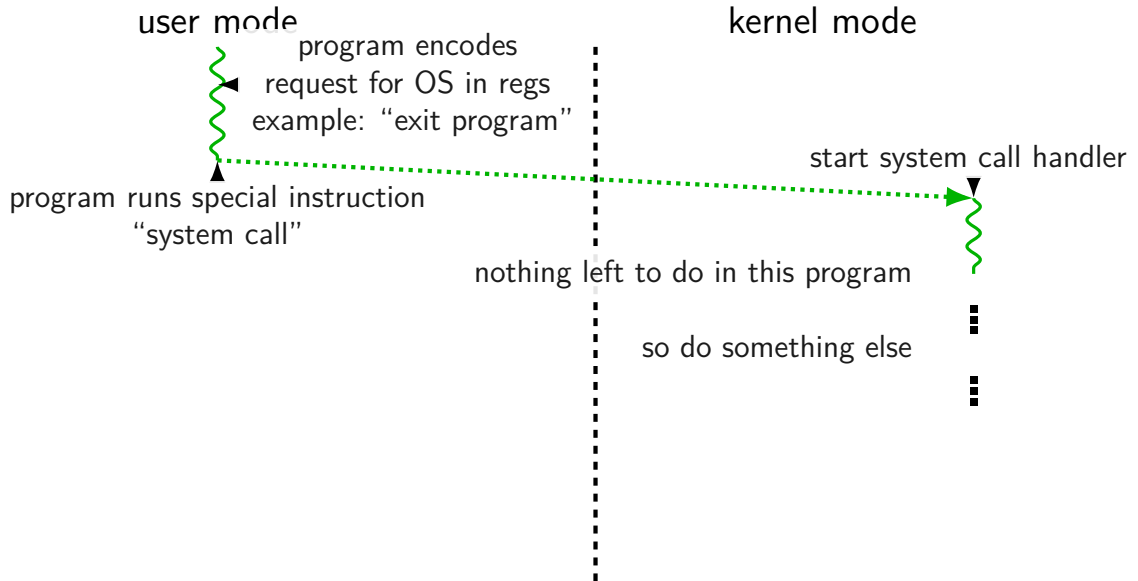 user mode
kernel mode
program encodes
request for OS in regs
example: “exit program”
start system call handler
program runs special instruction
“system call”
nothing left to do in this program
so do something else